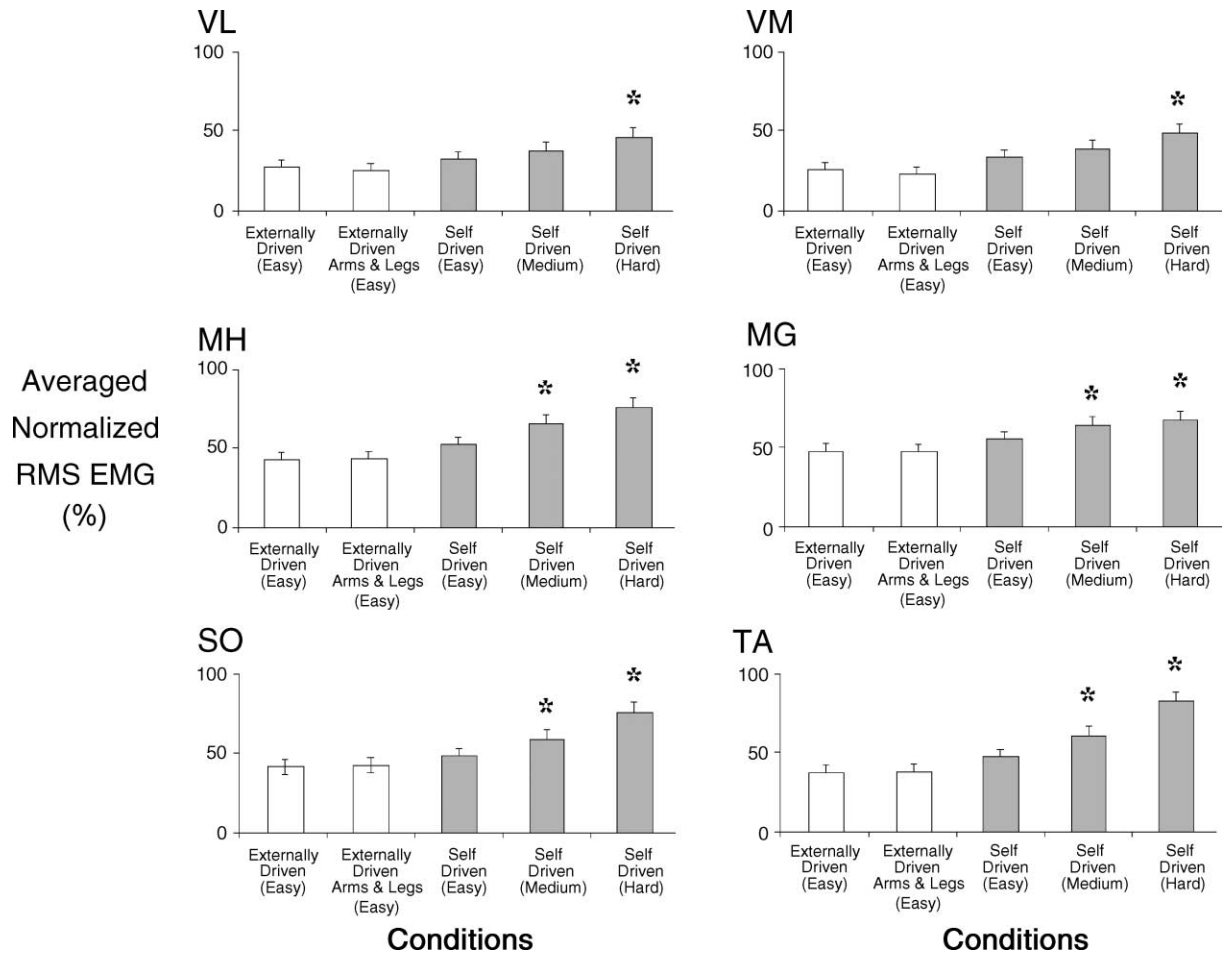 VL
100
50
0
*
Externally
Driven
(Easy)
Externally
Driven
Arms & Legs
(Easy)
Self
Driven
(Easy)
Self
Driven
(Medium)
Self
Driven
(Hard)
VM
100
50
0
*
Externally
Driven
(Easy)
Externally
Driven
Arms & Legs
(Easy)
Self
Driven
(Easy)
Self
Driven
(Medium)
Self
Driven
(Hard)
Averaged
Normalized
RMS EMG
(%)
MH
100
50
0
*
*
Externally
Driven
(Easy)
Externally
Driven
Arms & Legs
(Easy)
Self
Driven
(Easy)
Self
Driven
(Medium)
Self
Driven
(Hard)
MG
100
50
0
*
*
Externally
Driven
(Easy)
Externally
Driven
Arms & Legs
(Easy)
Self
Driven
(Easy)
Self
Driven
(Medium)
Self
Driven
(Hard)
SO
100
50
0
*
*
Externally
Driven
(Easy)
Externally
Driven
Arms & Legs
(Easy)
Self
Driven
(Easy)
Self
Driven
(Medium)
Self
Driven
(Hard)
Conditions
TA
100
50
0
*
*
Externally
Driven
(Easy)
Externally
Driven
Arms & Legs
(Easy)
Self
Driven
(Easy)
Self
Driven
(Medium)
Self
Driven
(Hard)
Conditions